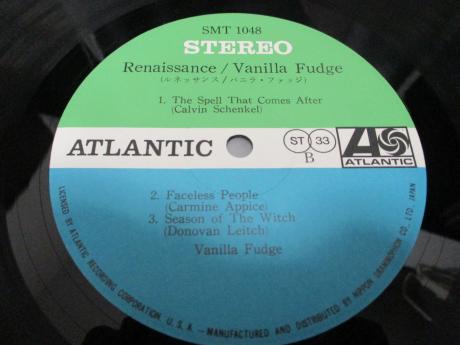 SMT 1048
STEREO
Renaissance / Vanilla Fudge
(ルネッサンス / バニラ・ファッジ)
1. The Spell That Comes After
(Calvin Schenkel)
ATLANTIC
ST 33
B
ATLANTIC
2. Faceless People
(Carmine Appice)
3. Season of The Witch
(Donovan Leitch)
Vanilla Fudge
LICENSED BY ATLANTIC RECORDING CORPORATION, U.S.A. - MANUFACTURED AND DISTRIBUTED BY NIPPON GRAMMOPHON CO., LTD., JAPAN